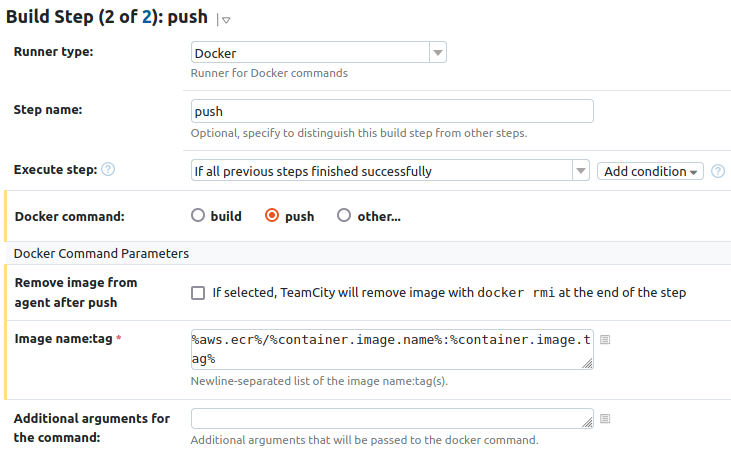 Build Step (2 of 2): push
Runner type:
Docker
Runner for Docker commands
Step name:
push
Optional, specify to distinguish this build step from other steps.
Execute step:
If all previous steps finished successfully
Add condition
Docker command:
build
push
other...
Docker Command Parameters
Remove image from
agent after push
If selected, TeamCity will remove image with docker rmi at the end of the step
Image name:tag *
%aws.ecr%/%container.image.name%:%container.image.t
ag%
Newline-separated list of the image name:tag(s).
Additional arguments for
the command:
Additional arguments that will be passed to the docker command.